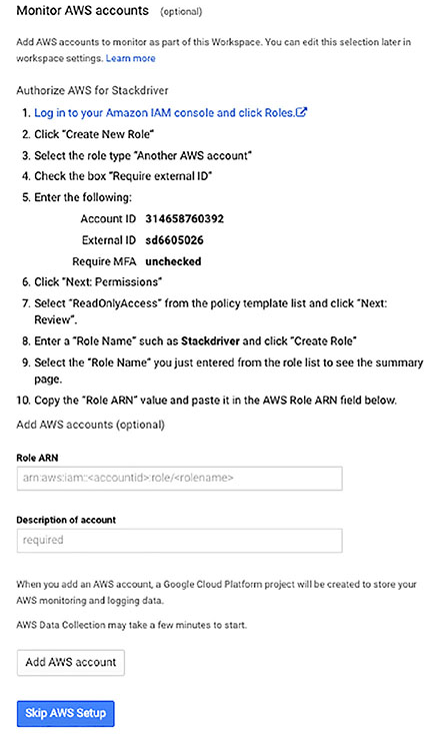 Monitor AWS accounts (optional)
Add AWS accounts to monitor as part of this Workspace. You can edit this selection later in
workspace settings. Learn more
Authorize AWS for Stackdriver
1. Log in to your Amazon IAM console and click Roles.
2. Click "Create New Role"
3. Select the role type "Another AWS account"
4. Check the box "Require external ID"
5. Enter the following:
Account ID 314658760392
External ID sd6605026
Require MFA unchecked
6. Click "Next: Permissions"
7. Select "ReadOnlyAccess" from the policy template list and click "Next:
Review".
8. Enter a "Role Name" such as Stackdriver and click "Create Role"
9. Select the "Role Name" you just entered from the role list to see the summary
page.
10. Copy the "Role ARN" value and paste it in the AWS Role ARN field below.
Add AWS accounts (optional)
Role ARN
arn:aws:iam::<accountid>:role/<rolename>
Description of account
required
When you add an AWS account, a Google Cloud Platform project will be created to store your
AWS monitoring and logging data.
AWS Data Collection may take a few minutes to start.
Add AWS account
Skip AWS Setup